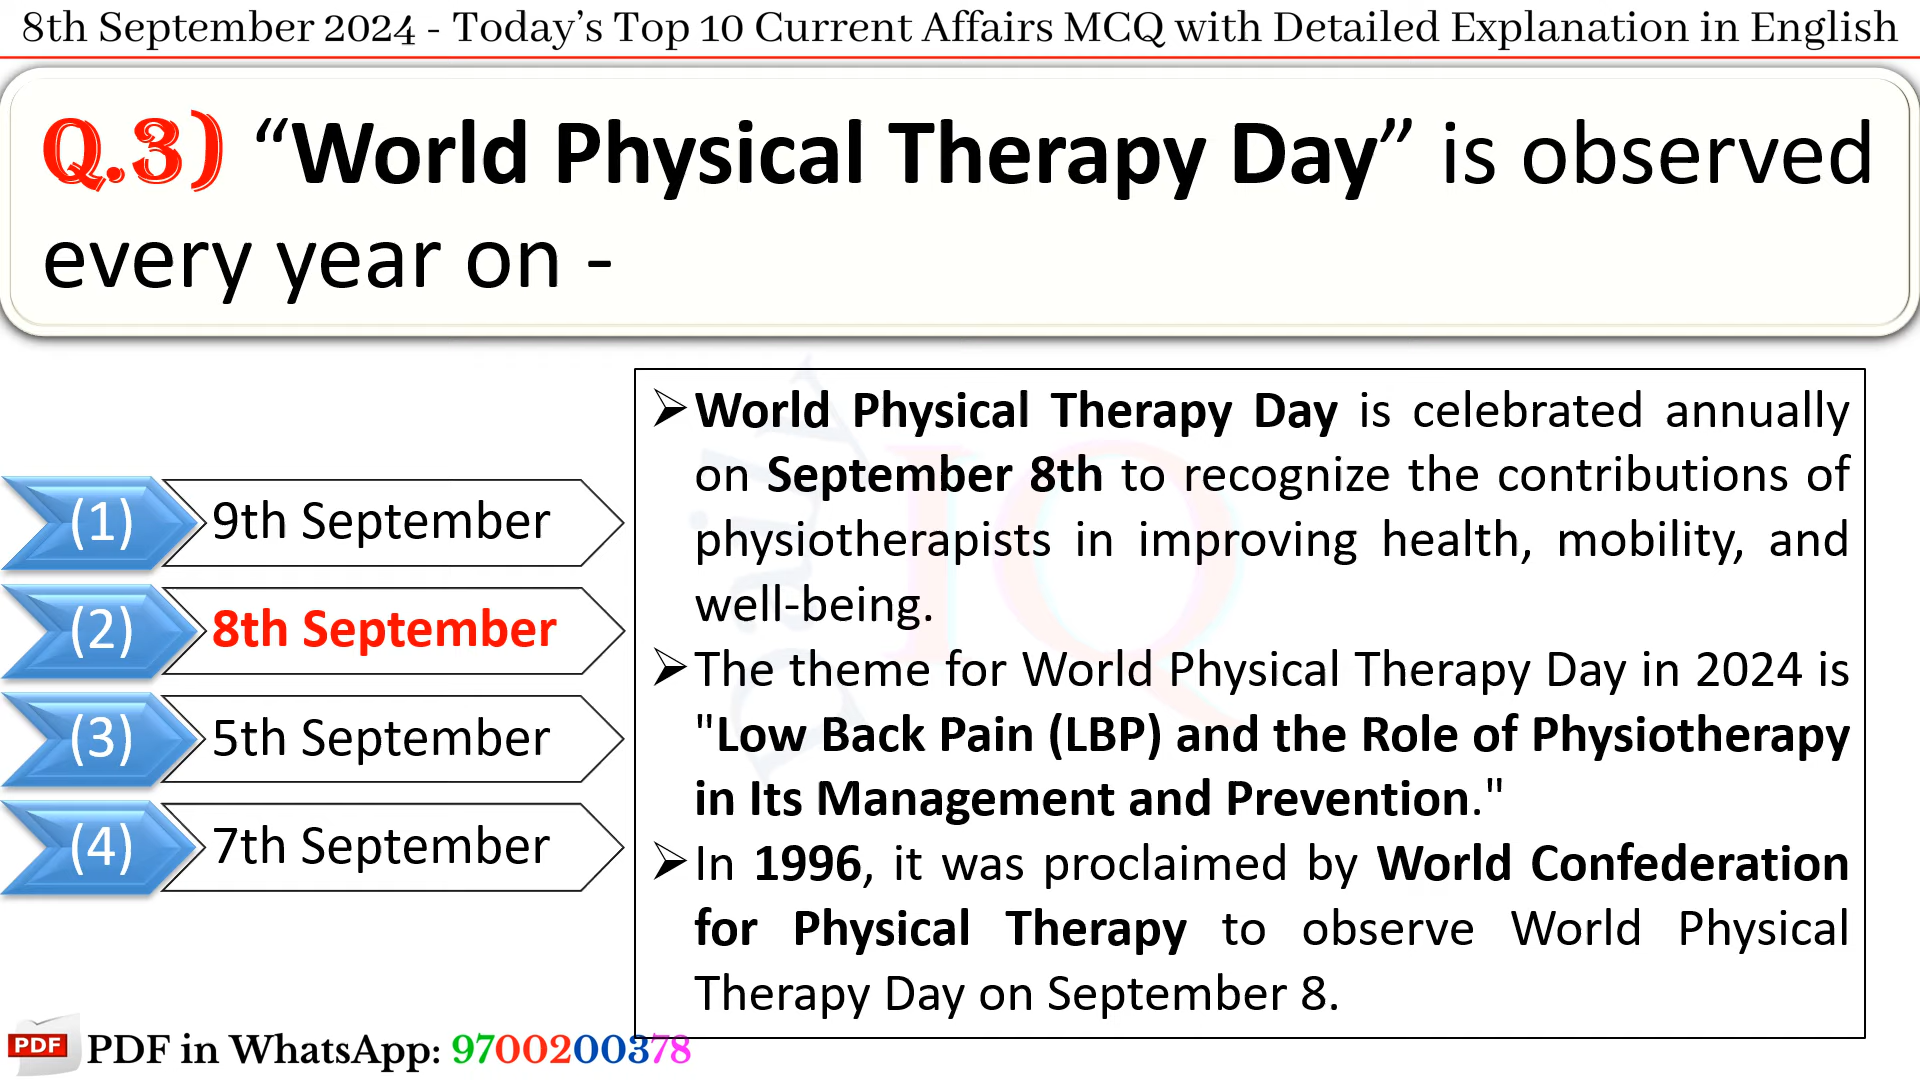 8th September 2024 - Today’s Top 10 Current Affairs MCQ with Detailed Explanation in English
Q.3) “World Physical Therapy Day” is observed
every year on -
(1) 9th September
(2) 8th September
(3) 5th September
(4) 7th September
➢World Physical Therapy Day is celebrated annually
on September 8th to recognize the contributions of
physiotherapists in improving health, mobility, and
well-being.
➢The theme for World Physical Therapy Day in 2024 is
"Low Back Pain (LBP) and the Role of Physiotherapy
in Its Management and Prevention."
➢In 1996, it was proclaimed by World Confederation
for Physical Therapy to observe World Physical
Therapy Day on September 8.
Daily
IQ
PDF PDF in WhatsApp: 9700200378